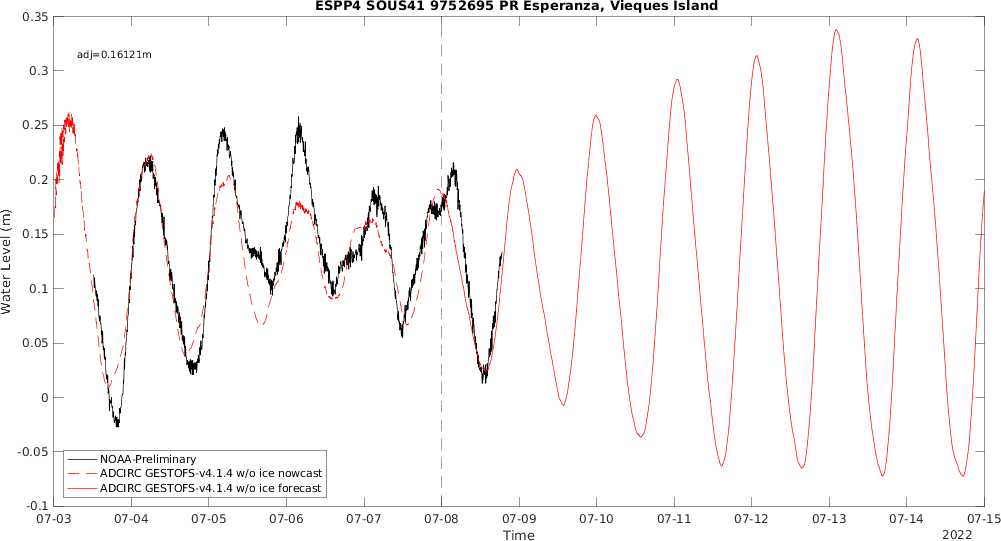 ESPP4 SOUS41 9752695 PR Esperanza, Vieques Island
0.35
adj=0.16121m
0.3
0.25
0.2
0.15
0.1
0.05
0
-0.05
-0.1
Water Level (m)
NOAA-Preliminary
ADCIRC GESTOFS-v4.1.4 w/o ice nowcast
ADCIRC GESTOFS-v4.1.4 w/o ice forecast
07-03 07-04 07-05 07-06 07-07 07-08 07-09 07-10 07-11 07-12 07-13 07-14 07-15
Time
2022